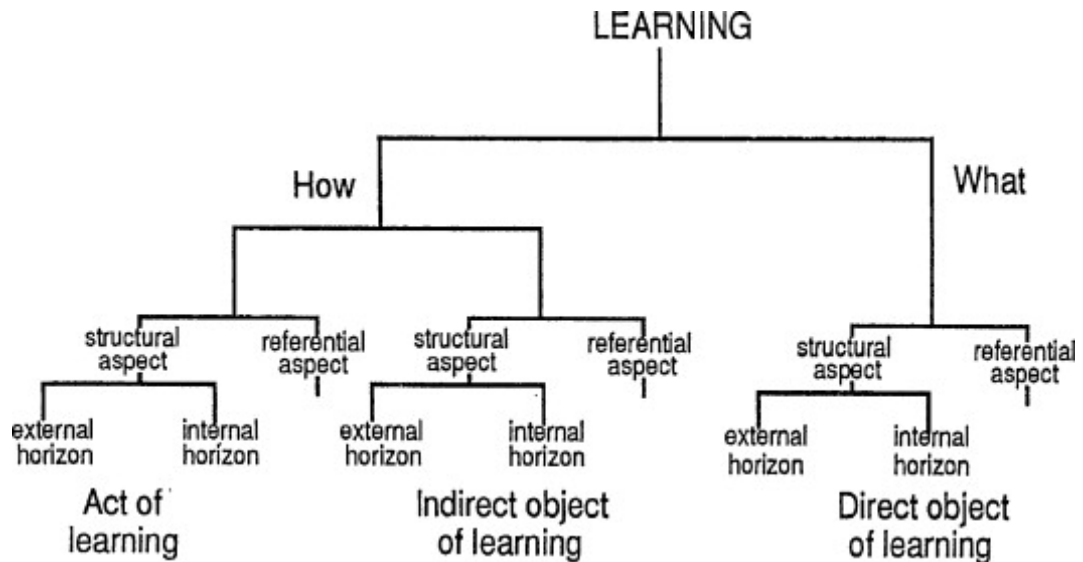 LEARNING
How
What
structural
aspect
referential
aspect
structural
aspect
referential
aspect
structural
aspect
referential
aspect
external
horizon
internal
horizon
external
horizon
internal
horizon
external
horizon
internal
horizon
Act of
learning
Indirect object
of learning
Direct object
of learning